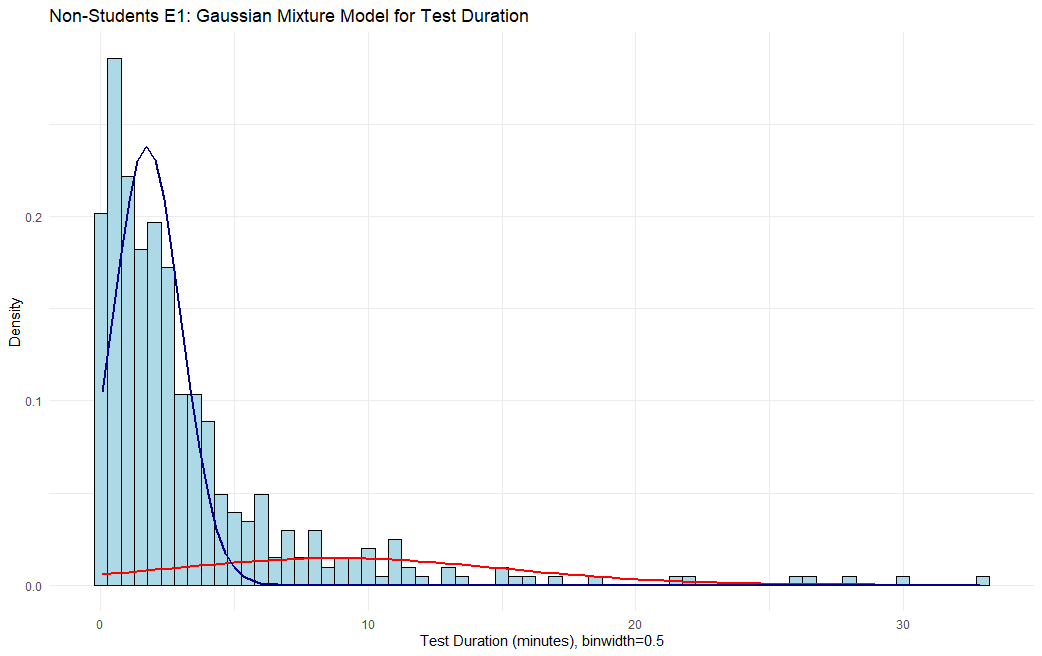 Non-Students E1: Gaussian Mixture Model for Test Duration
Density
0.2
0.1
0.0
0 10 20 30
Test Duration (minutes), binwidth=0.5